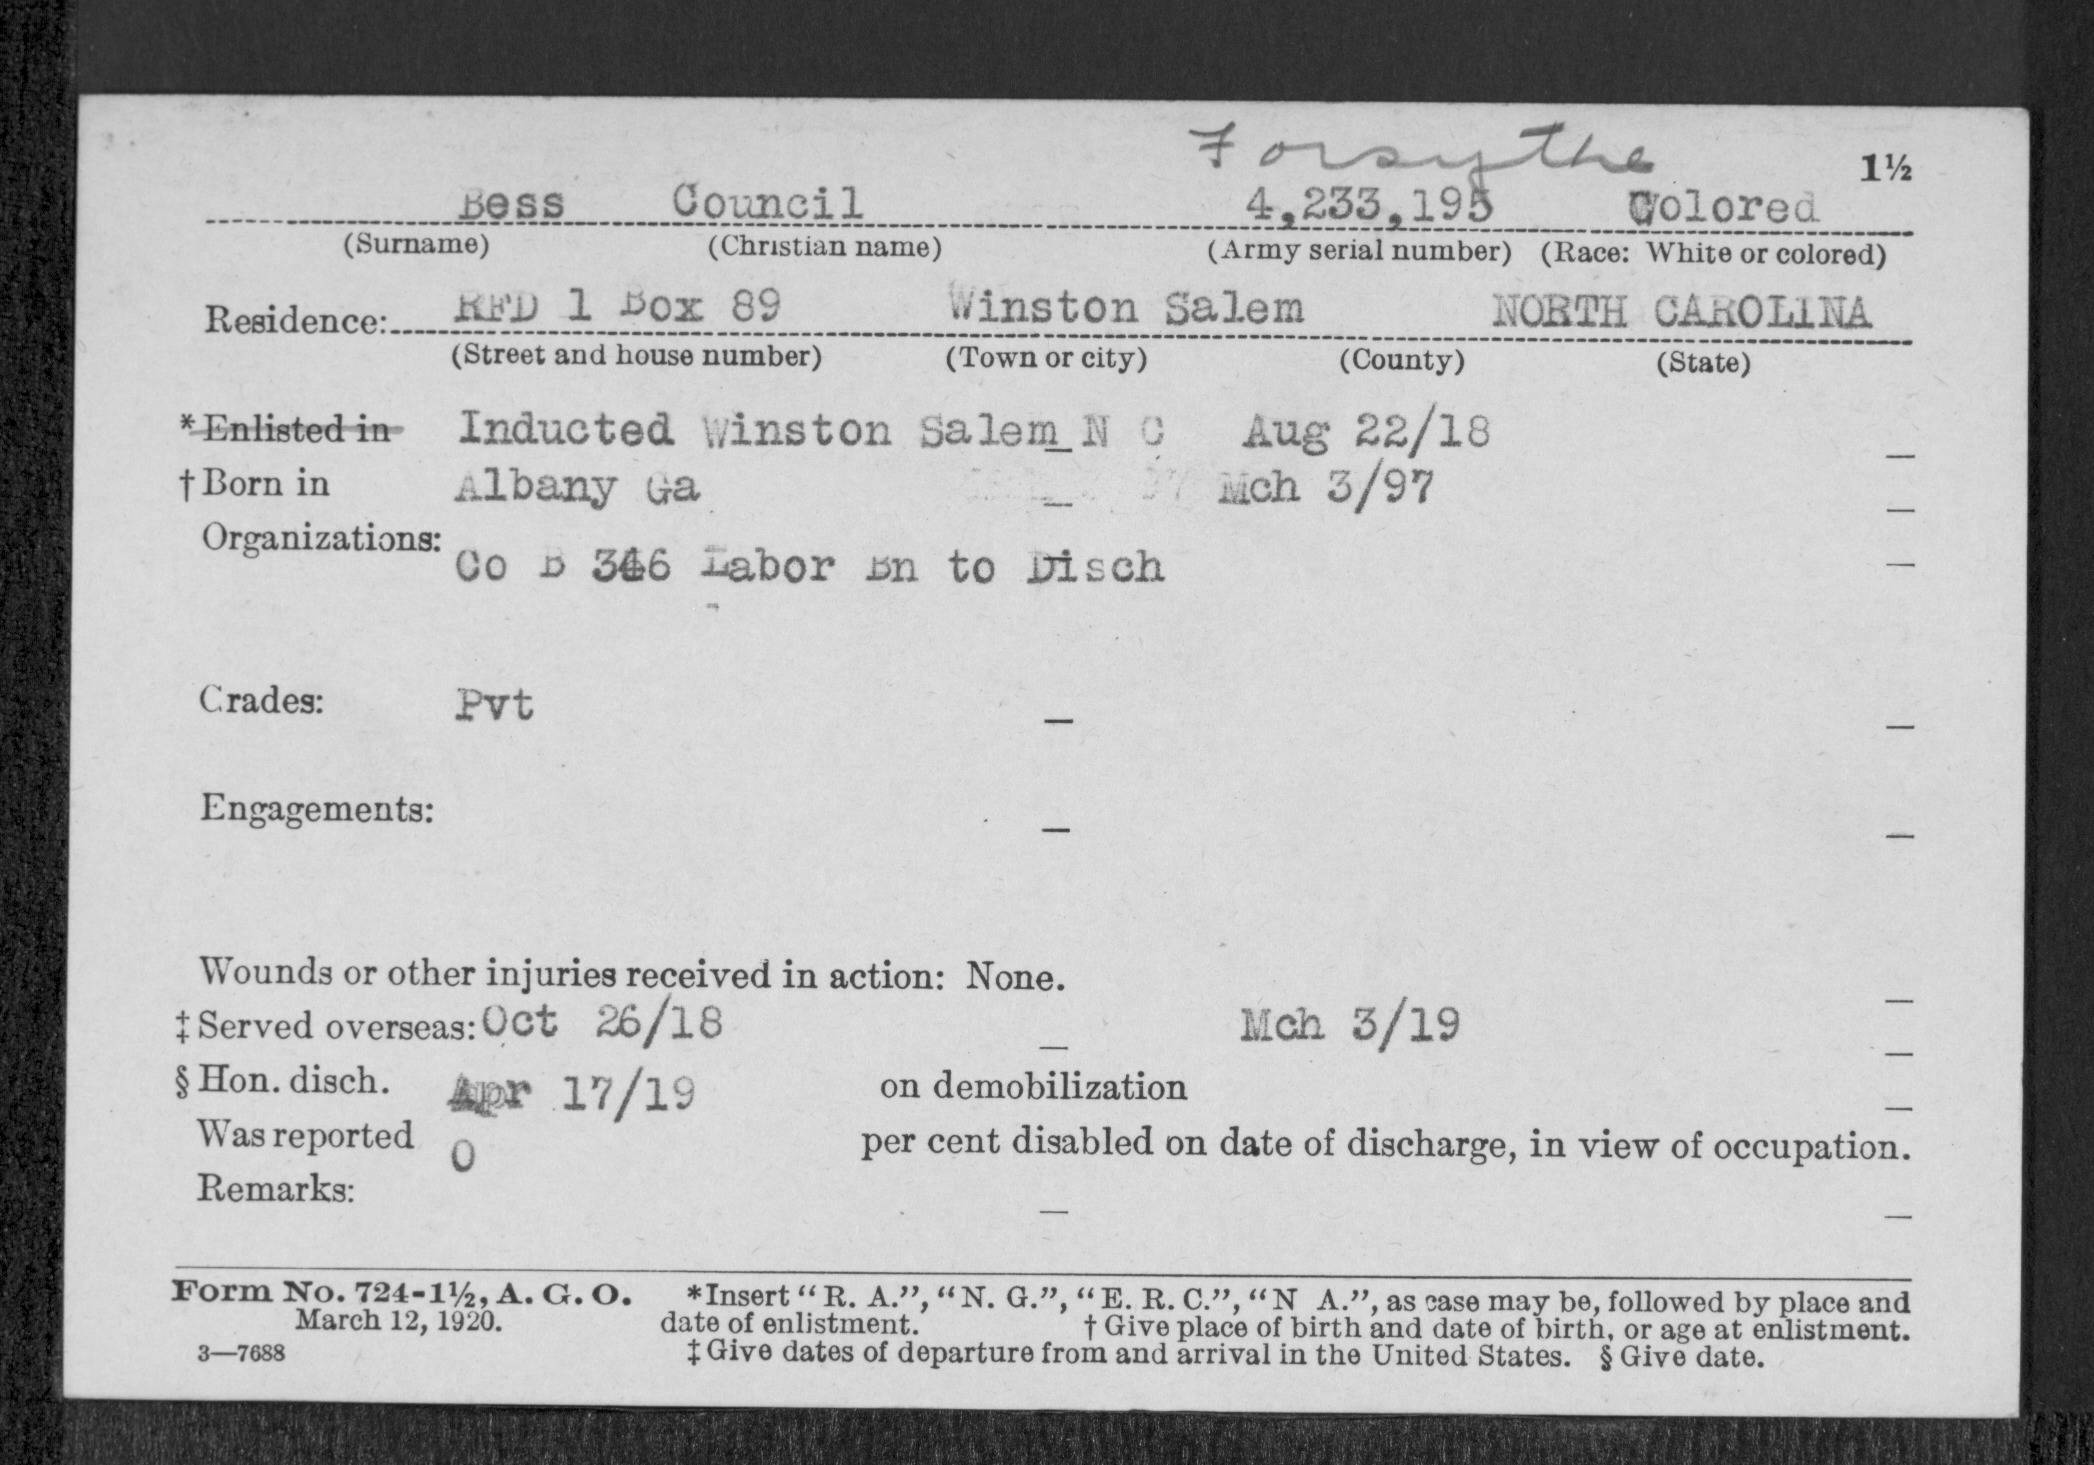 Forsythe
1½
Bess Council 4,233,195 Colored
(Surname) (Christian name) (Army serial number) (Race: White or colored)
Residence: RFD 1 Box 89 Winston Salem NORTH CAROLINA
(Street and house number) (Town or city) (County) (State)
*Enlisted in Inducted Winston Salem N C Aug 22/18
†Born in Albany Ga Mch 3/97
Organizations:
Co B 346 Labor Bn to Disch
Grades: Pvt
Engagements:
Wounds or other injuries received in action: None.
‡Served overseas: Oct 26/18 Mch 3/19
§Hon. disch. Apr 17/19 on demobilization
Was reported 0 per cent disabled on date of discharge, in view of occupation.
Remarks:
Form No. 724-1½, A. G. O. *Insert "R. A.", "N. G.", "E. R. C.", "N A.", as case may be, followed by place and
March 12, 1920. date of enlistment. †Give place of birth and date of birth, or age at enlistment.
3—7688 ‡Give dates of departure from and arrival in the United States. §Give date.